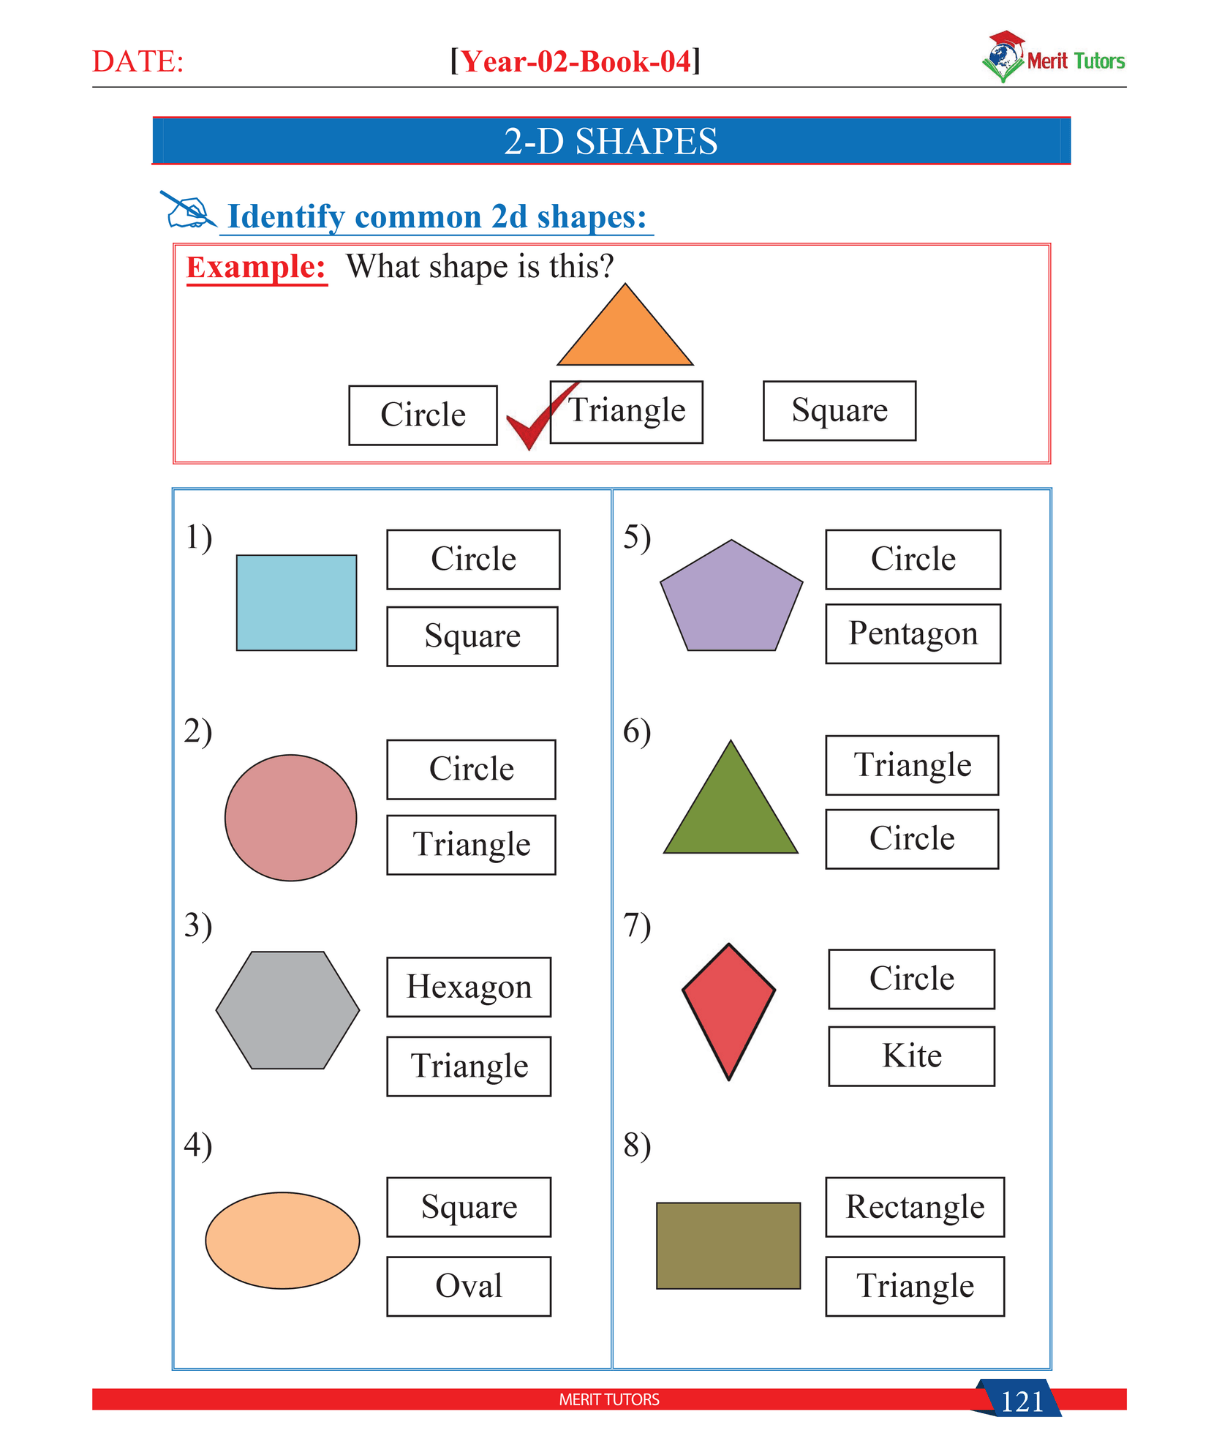 DATE:
[Year-02-Book-04]
Merit Tutors
2-D SHAPES
Identify common 2d shapes:
Example: What shape is this?
Circle
Triangle
Square
1)
Circle
Square
2)
Circle
Triangle
3)
Hexagon
Triangle
4)
Square
Oval
5)
Circle
Pentagon
6)
Triangle
Circle
7)
Circle
Kite
8)
Rectangle
Triangle
MERIT TUTORS
121